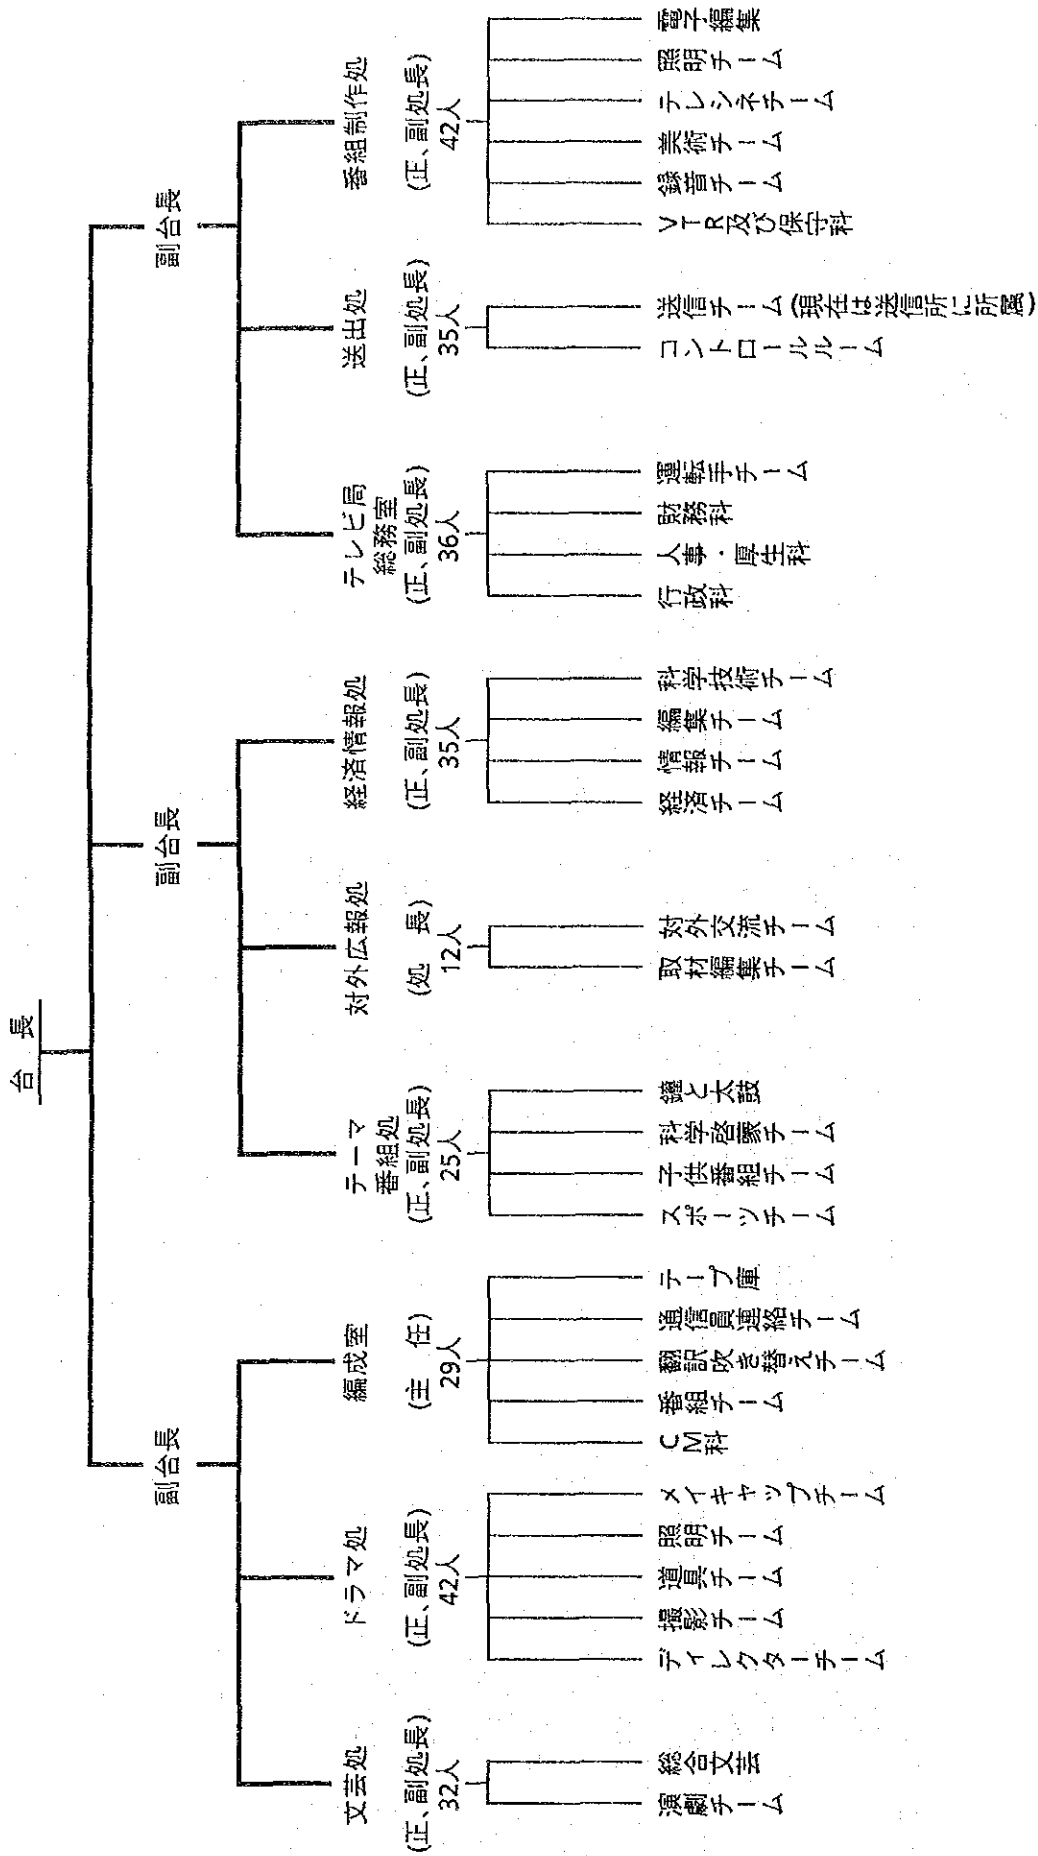 台　長
副台長
副台長
副台長
文芸処
(正、副処長)
32人
演劇チーム
総合文芸
ドラマ処
(正、副処長)
42人
ディレクターチーム
撮影チーム
道具チーム
照明チーム
メイキャップチーム
編成室
(主　任)
29人
CM科
番組チーム
翻訳吹き替えチーム
通信員連絡チーム
テープ庫
テーマ
番組処
(正、副処長)
25人
スポーツチーム
子供番組チーム
科学啓蒙チーム
鐘と太鼓
対外広報処
(処　長)
12人
取材編集チーム
対外交流チーム
経済情報処
(正、副処長)
35人
経済チーム
情報チーム
編集チーム
科学技術チーム
テレビ局
総務室
(正、副処長)
36人
行政科
人事・厚生科
財務科
運転手チーム
送出処
(正、副処長)
35人
コントロールルーム
送信チーム(現在は送信所に所属)
番組制作処
(正、副処長)
42人
VTR及び保守科
録音チーム
美術チーム
テレシネチーム
照明チーム
電子編集